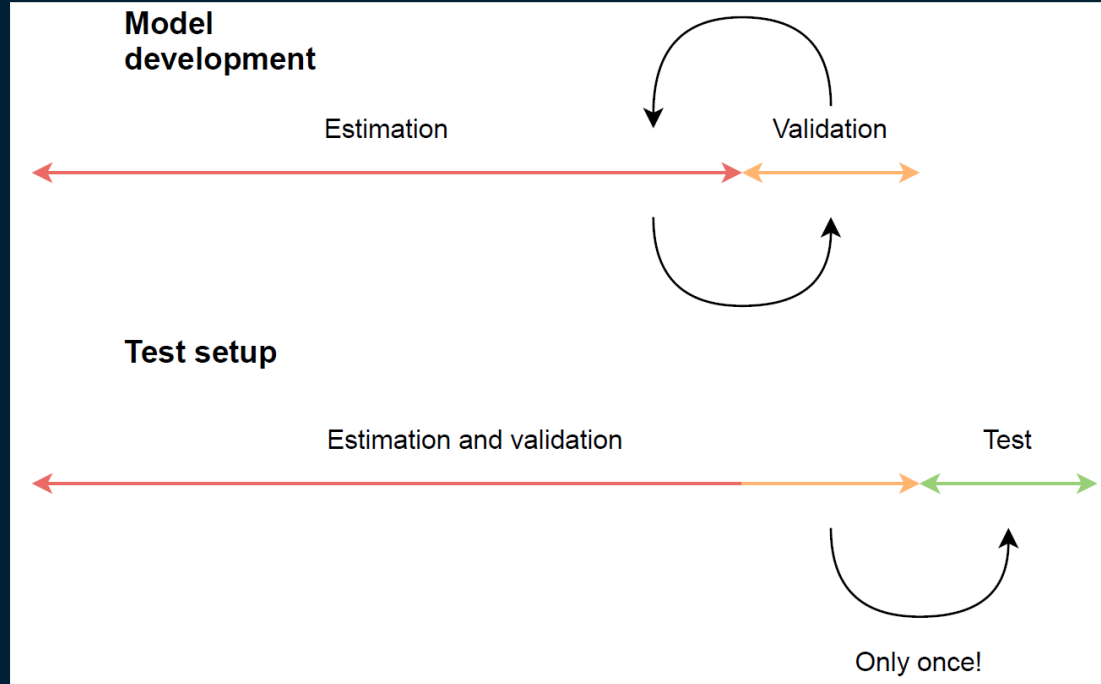 Model
development
Estimation
Validation
Test setup
Estimation and validation
Test
Only once!